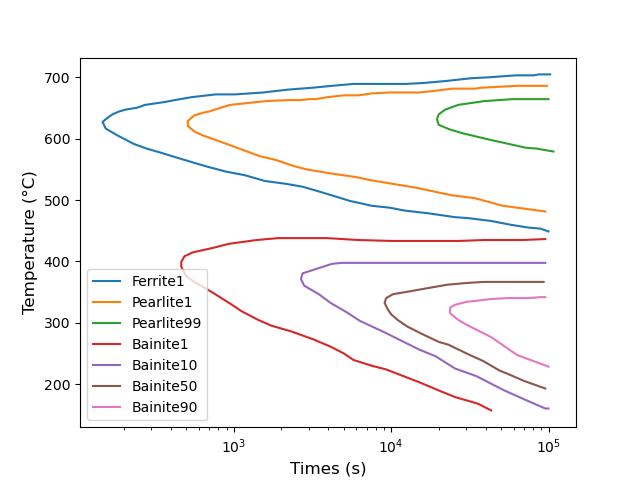 700
600
500
400
300
200
Temperature (°C)
Ferrite1
Pearlite1
Pearlite99
Bainite1
Bainite10
Bainite50
Bainite90
10³ 10⁴ 10⁵
Times (s)